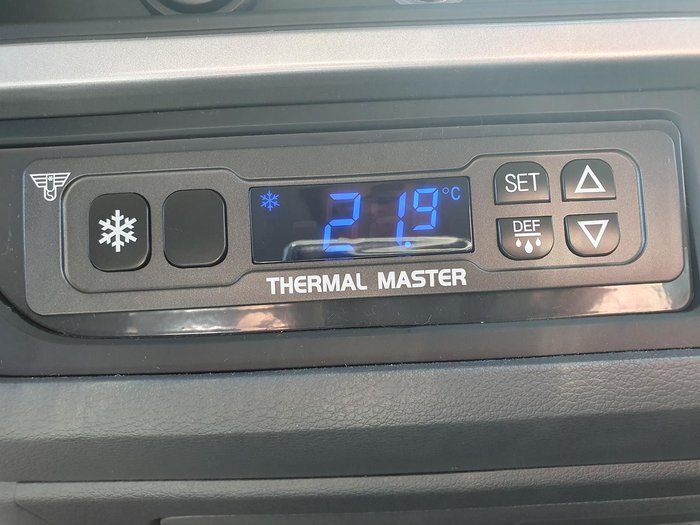 21.9 °C
SET
DEF
THERMAL MASTER